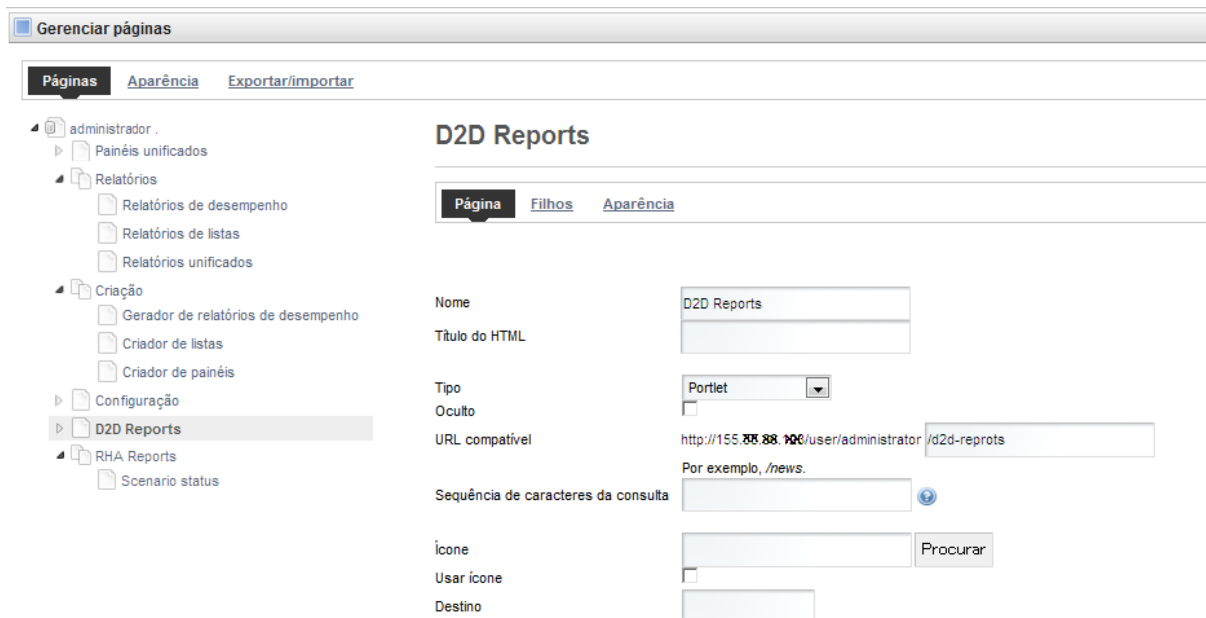 Gerenciar páginas
Páginas Aparência Exportar/importar
administrador .
Painéis unificados
Relatórios
Relatórios de desempenho
Relatórios de listas
Relatórios unificados
Criação
Gerador de relatórios de desempenho
Criador de listas
Criador de painéis
Configuração
D2D Reports
RHA Reports
Scenario status
D2D Reports
Página Filhos Aparência
Nome D2D Reports
Título do HTML
Tipo Portlet
Oculto
URL compatível http://155. /user/administrator /d2d-reprots
Por exemplo, /news.
Sequência de caracteres da consulta
Ícone Procurar
Usar ícone
Destino